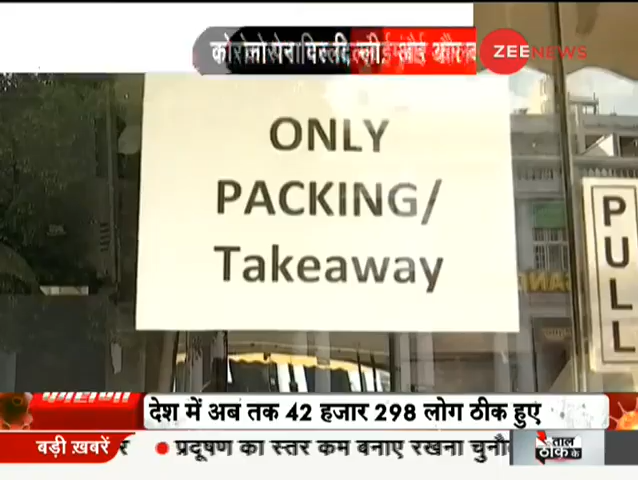 ZEE NEWS
ONLY
PACKING/
Takeaway
PULL
देश में अब तक 42 हजार 298 लोग ठीक हुए
बड़ी ख़बरें
प्रदूषण का स्तर कम बनाए रखना
ताल
ठोक के